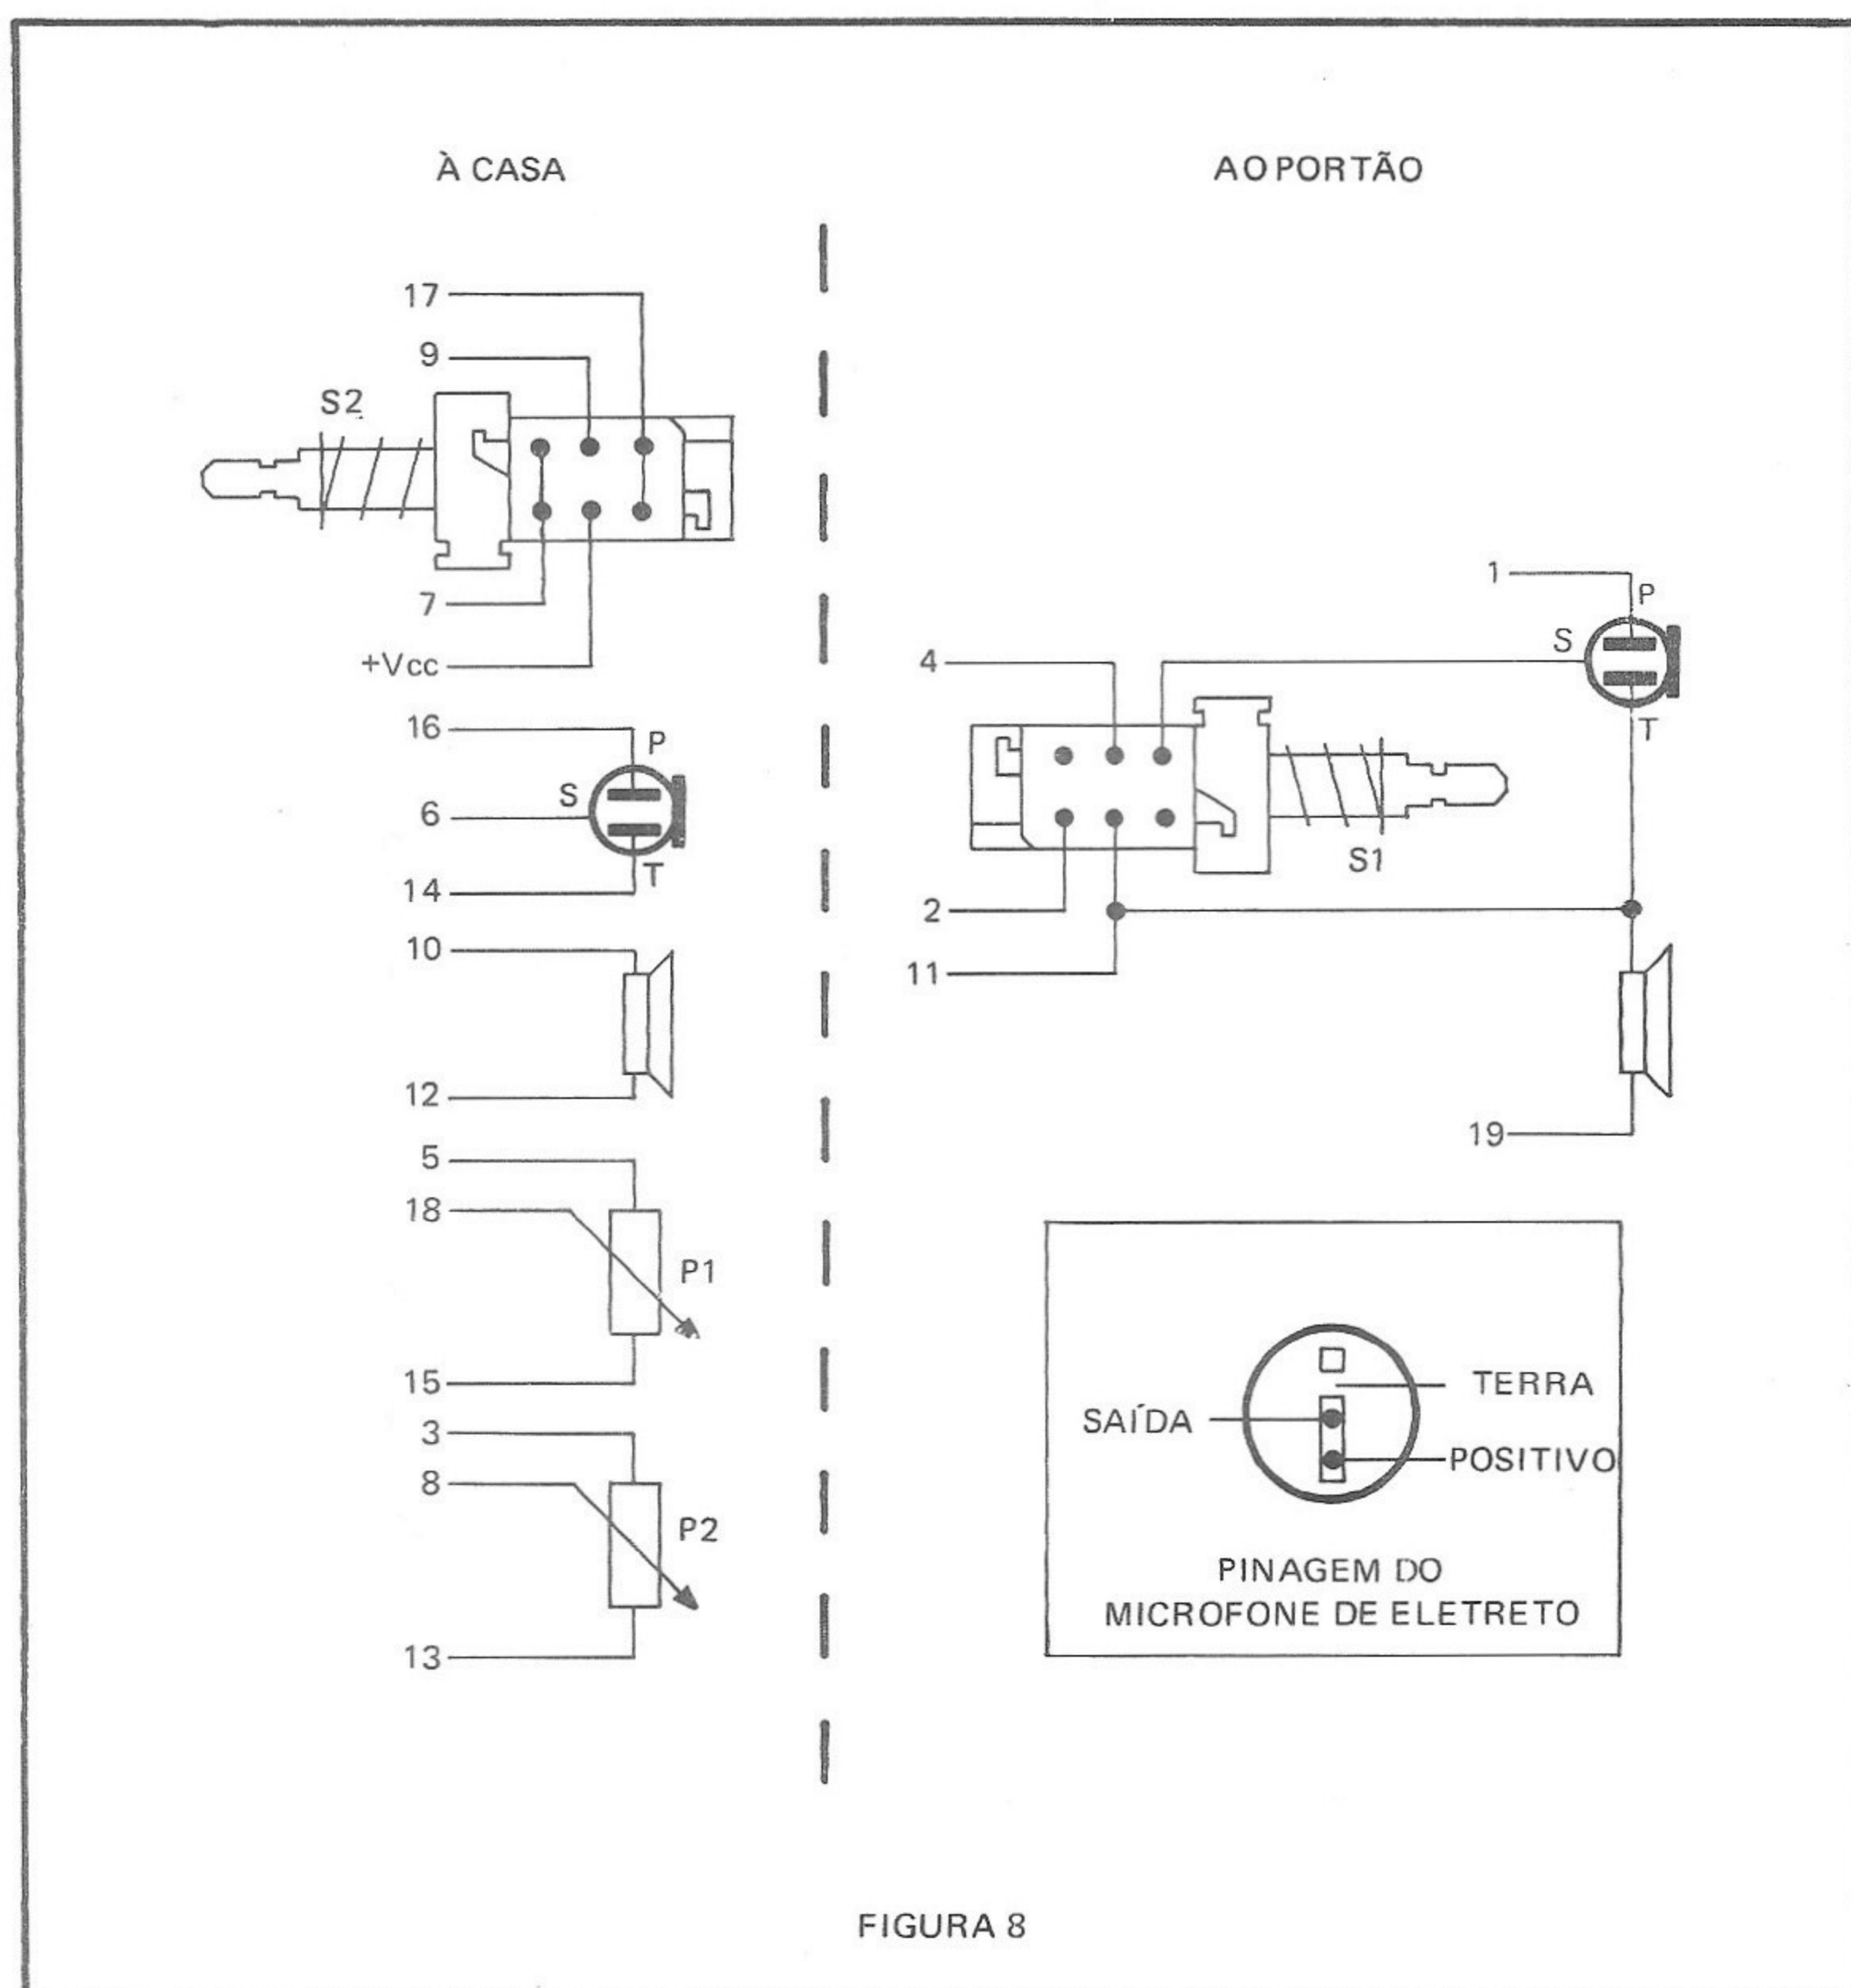 À CASA
AO PORTÃO
17
9
S2
7
+Vcc
16
P
S
6
T
14
10
12
5
18
P1
15
3
8
P2
13
1
P
S
4
T
S1
2
11
19
TERRA
SAÍDA
POSITIVO
PINAGEM DO
MICROFONE DE ELETRETO
FIGURA 8